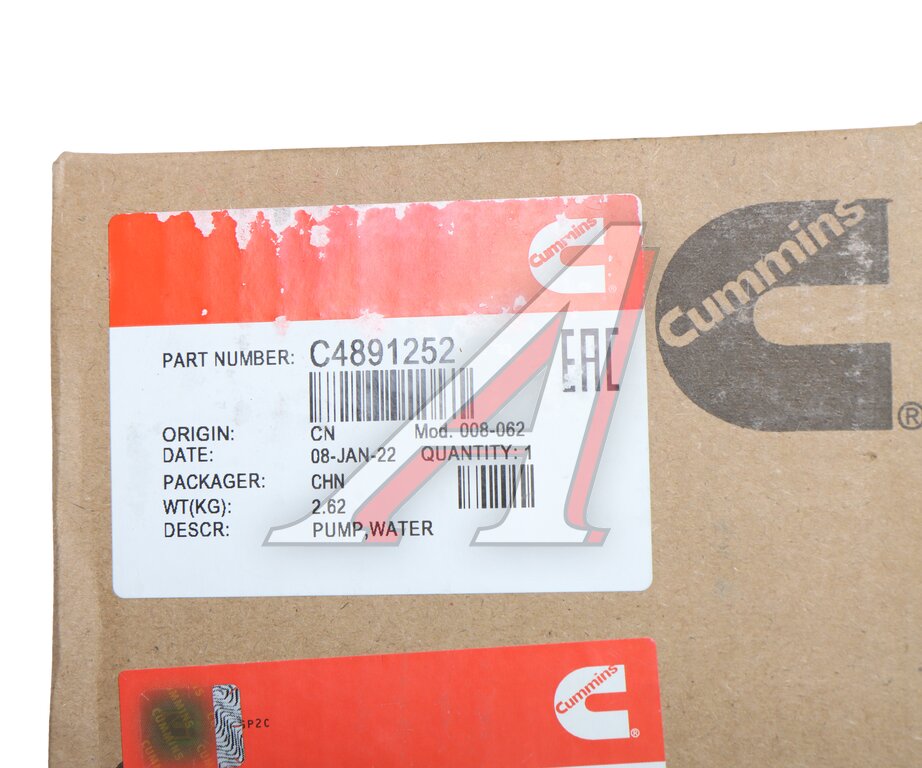 Cummins
Cummins
®
PART NUMBER: C4891252
EAC
ORIGIN: CN Mod. 008-062
DATE: 08-JAN-22 QUANTITY: 1
PACKAGER: CHN
WT(KG): 2.62
DESCR: PUMP,WATER
Cummins
®